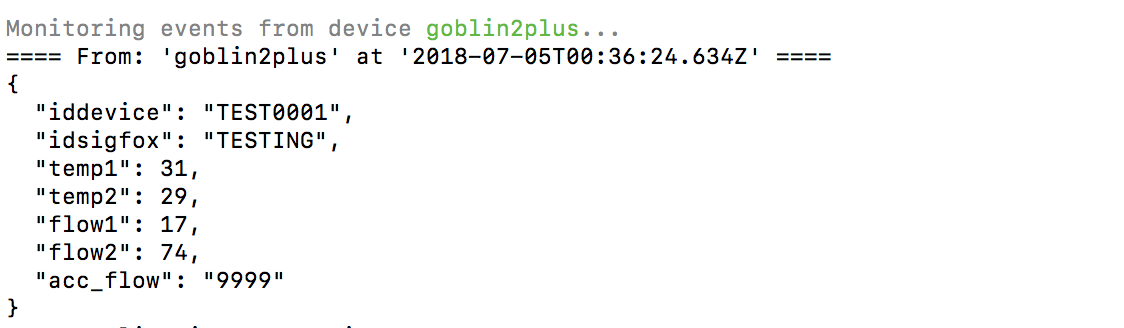 Monitoring events from device goblin2plus...
==== From: 'goblin2plus' at '2018-07-05T00:36:24.634Z' ====
{
  "iddevice": "TEST0001",
  "idsigfox": "TESTING",
  "temp1": 31,
  "temp2": 29,
  "flow1": 17,
  "flow2": 74,
  "acc_flow": "9999"
}